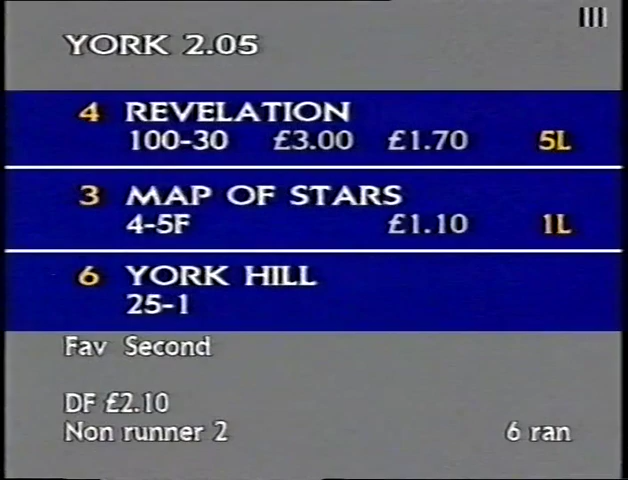 YORK 2.05
4 REVELATION
100-30 £3.00 £1.70 5L
3 MAP OF STARS
4-5F £1.10 1L
6 YORK HILL
25-1
Fav Second
DF £2.10
Non runner 2 6 ran